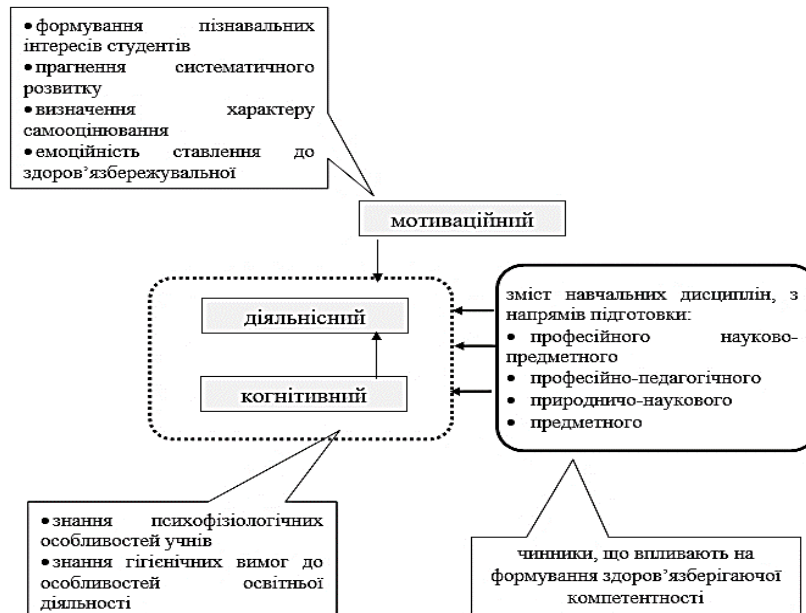 • формування пізнавальних
інтересів студентів
• прагнення систематичного
розвитку
• визначення характеру
самооцінювання
• емоційність ставлення до
здоров’язбережувальної
мотиваційний
діяльнісний
когнітивний
зміст навчальних дисциплін, з
напрямів підготовки:
• професійного науково-
предметного
• професійно-педагогічного
• природничо-наукового
• предметного
• знання психофізіологічних
особливостей учнів
• знання гігієнічних вимог до
особливостей освітньої
діяльності
чинники, що впливають на
формування здоров’язберігаючої
компетентності